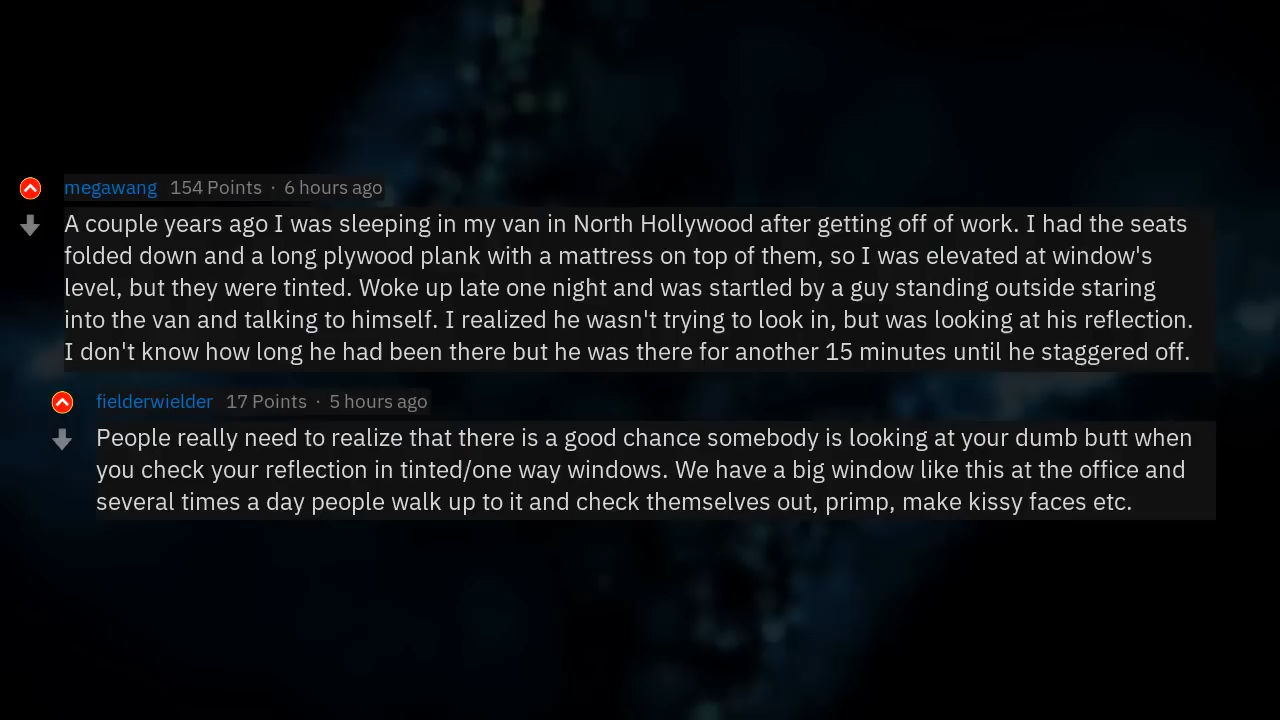 megawang 154 Points · 6 hours ago
A couple years ago I was sleeping in my van in North Hollywood after getting off of work. I had the seats
folded down and a long plywood plank with a mattress on top of them, so I was elevated at window's
level, but they were tinted. Woke up late one night and was startled by a guy standing outside staring
into the van and talking to himself. I realized he wasn't trying to look in, but was looking at his reflection.
I don't know how long he had been there but he was there for another 15 minutes until he staggered off.
fielderwielder 17 Points · 5 hours ago
People really need to realize that there is a good chance somebody is looking at your dumb butt when
you check your reflection in tinted/one way windows. We have a big window like this at the office and
several times a day people walk up to it and check themselves out, primp, make kissy faces etc.